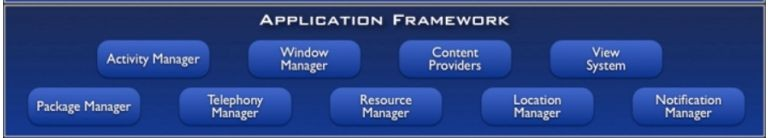 APPLICATION FRAMEWORK
Activity Manager
Window
Manager
Content
Providers
View
System
Package Manager
Telephony
Manager
Resource
Manager
Location
Manager
Notification
Manager